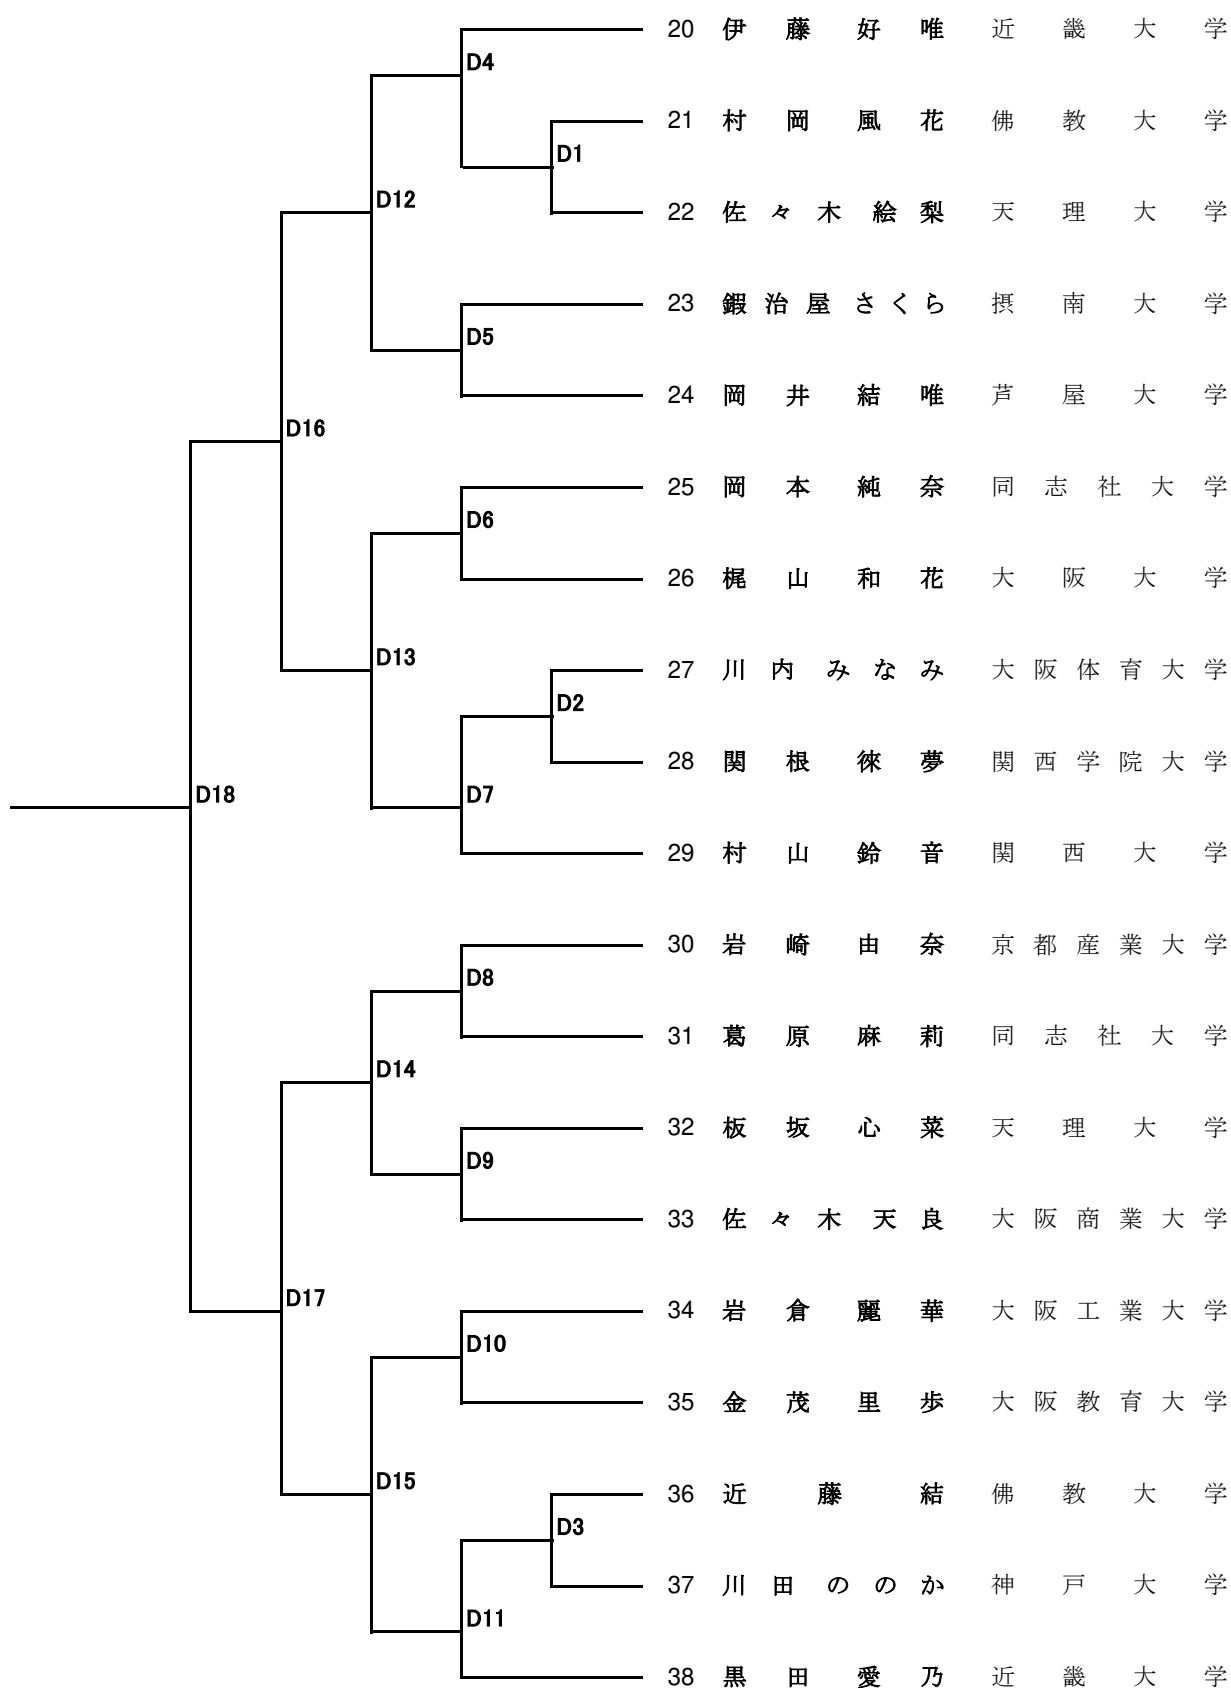 20 伊藤好唯 近畿大学
D4
21 村岡風花 佛教大学
D1
D12
22 佐々木絵梨 天理大学
23 鍜治屋さくら 摂南大学
D5
24 岡井結唯 芦屋大学
D16
25 岡本純奈 同志社大学
D6
26 梶山和花 大阪大学
D13
27 川内みなみ 大阪体育大学
D2
28 関根徠夢 関西学院大学
D18
D7
29 村山鈴音 関西大学
30 岩崎由奈 京都産業大学
D8
31 葛原麻莉 同志社大学
D14
32 板坂心菜 天理大学
D9
33 佐々木天良 大阪商業大学
D17
34 岩倉麗華 大阪工業大学
D10
35 金茂里歩 大阪教育大学
D15
36 近藤結 佛教大学
D3
37 川田ののか 神戸大学
D11
38 黒田愛乃 近畿大学